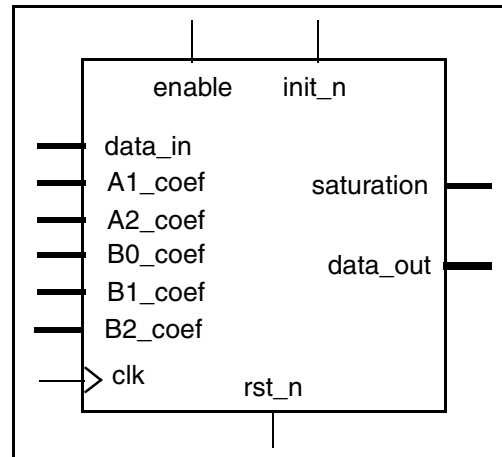 enable init_n
data_in
A1_coef
saturation
A2_coef
B0_coef
data_out
B1_coef
B2_coef
clk
rst_n